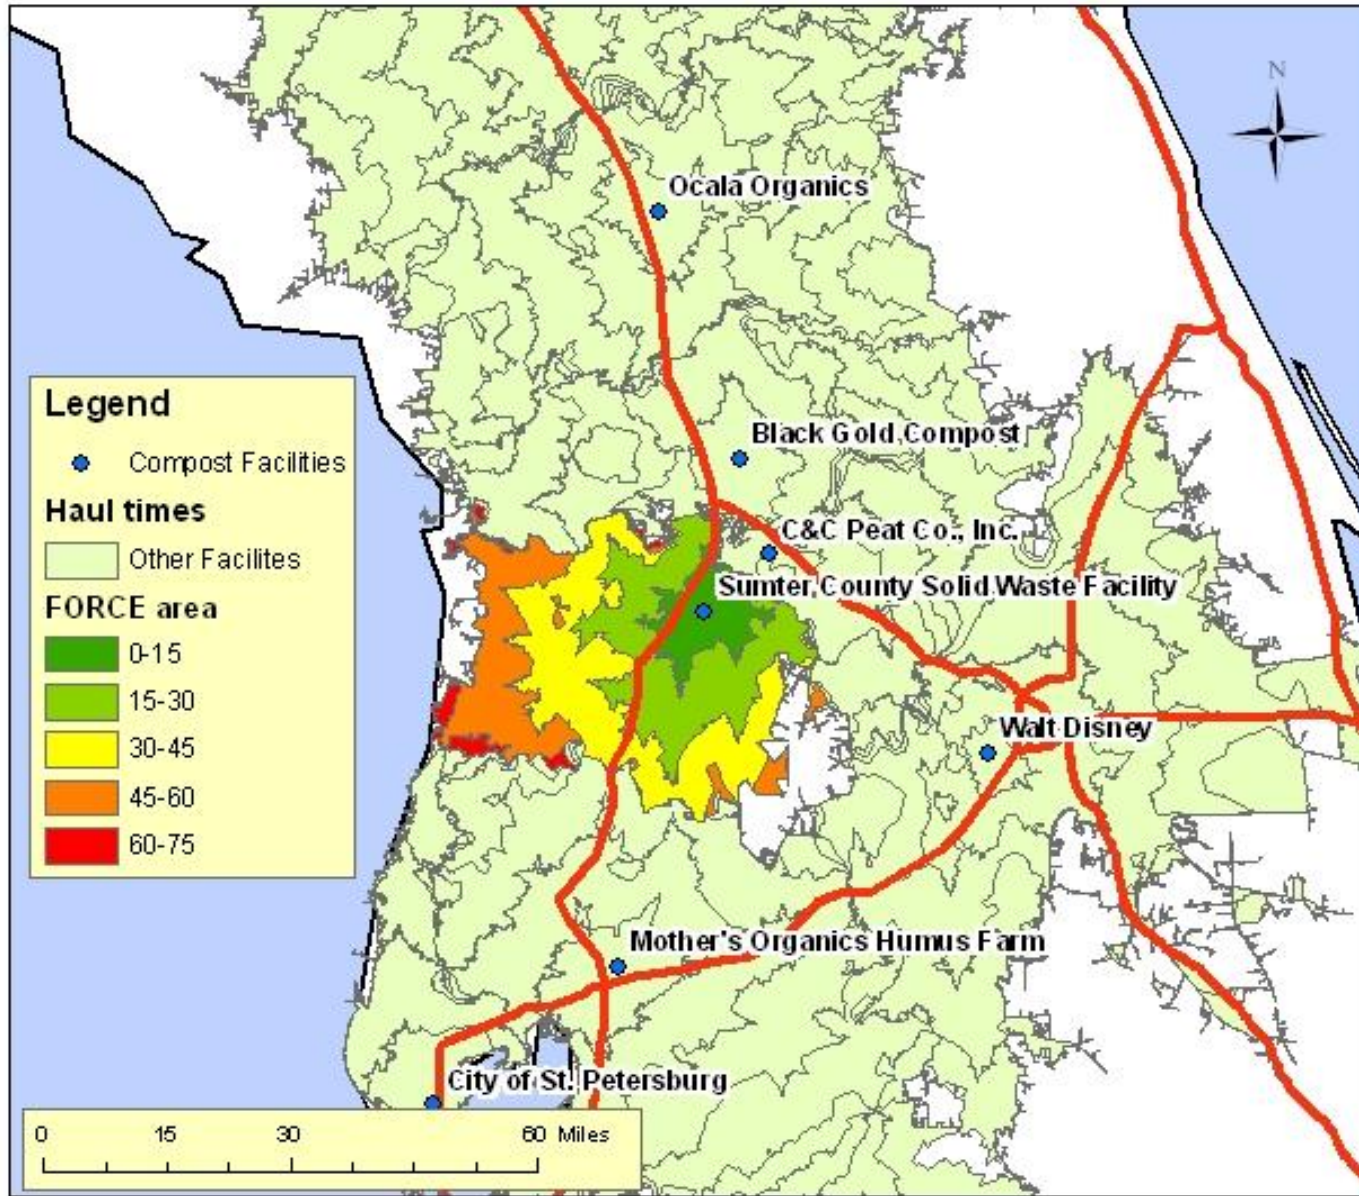 N
Ocala Organics
Black Gold Compost
C&C Peat Co., Inc.
Sumter County Solid Waste Facility
Walt Disney
Mother's Organics Humus Farm
City of St. Petersburg
Legend
Compost Facilities
Haul times
Other Facilites
FORCE area
0-15
15-30
30-45
45-60
60-75
0 15 30 60 Miles